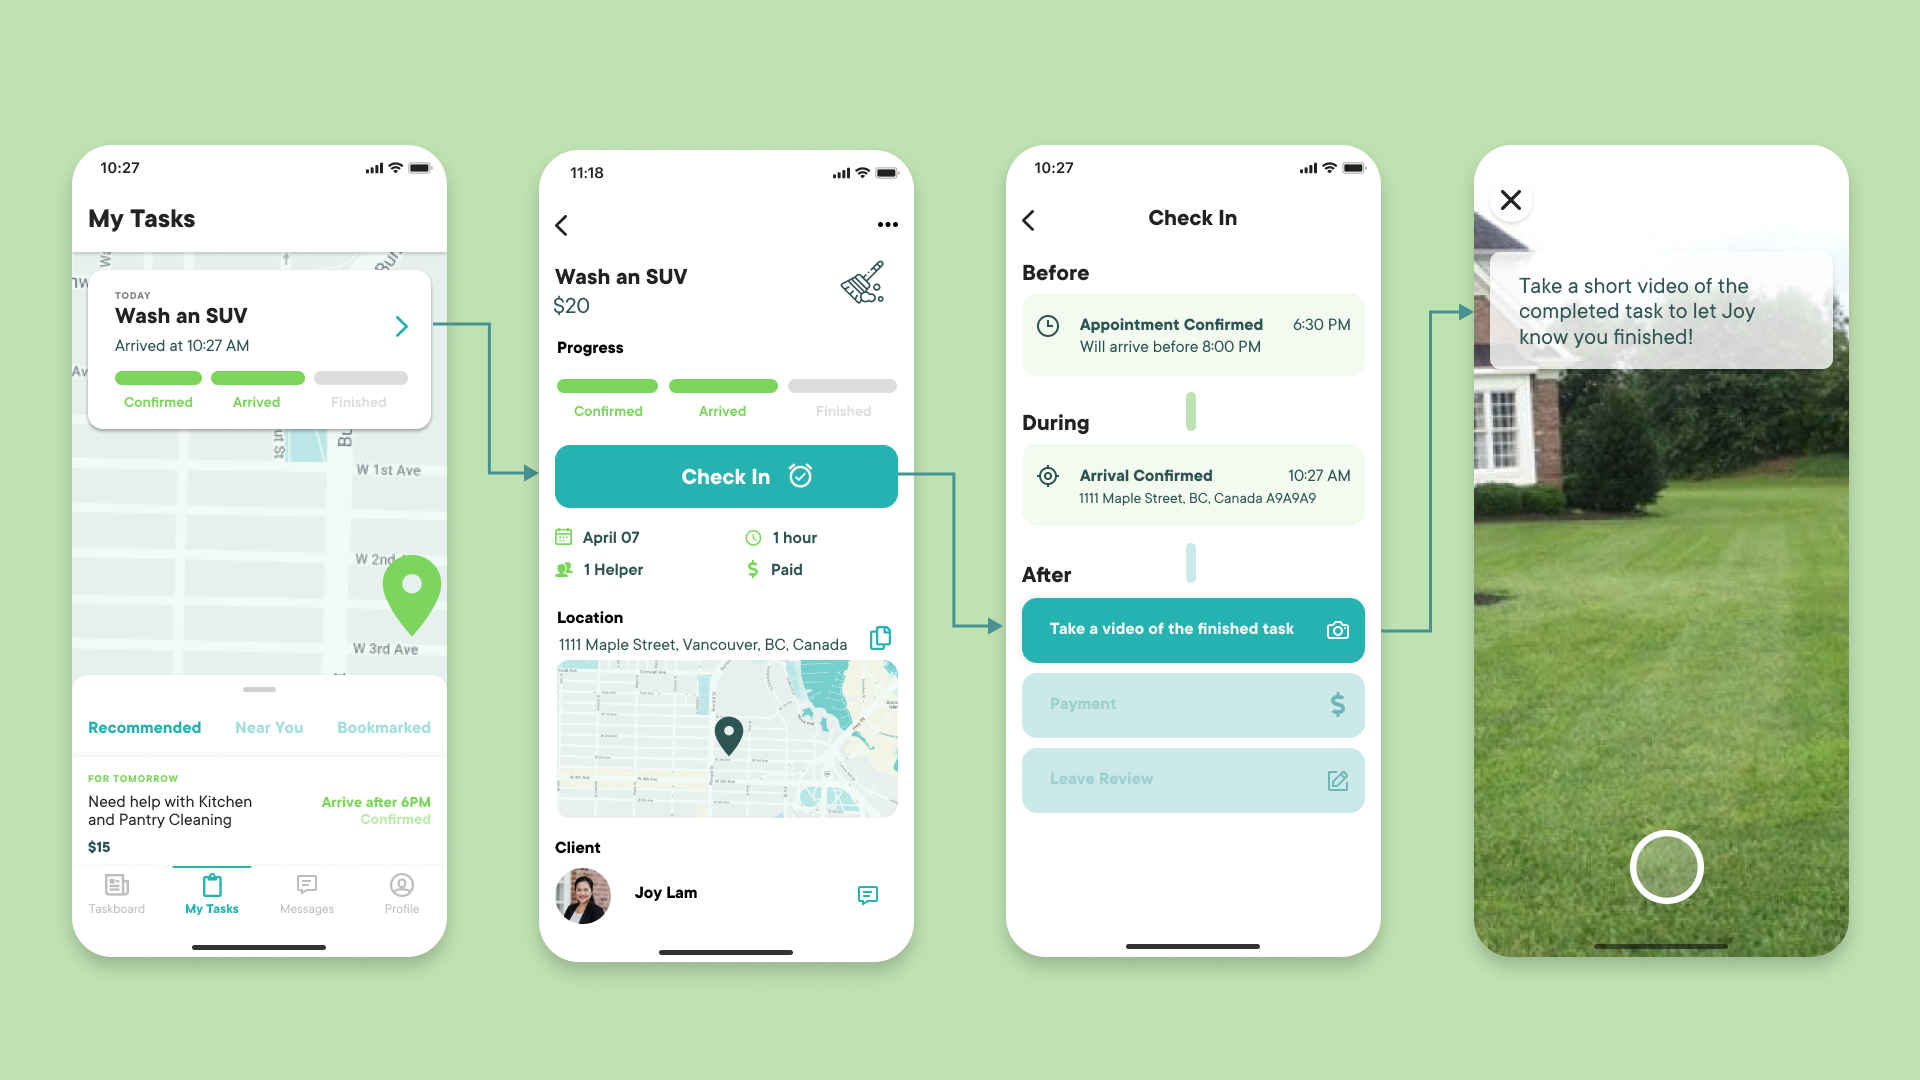 10:27
My Tasks
TODAY
Wash an SUV
Arrived at 10:27 AM
Confirmed
Arrived
Finished
W 1st Ave
W 2nd
W 3rd Ave
Recommended
Near You
Bookmarked
FOR TOMORROW
Need help with Kitchen
and Pantry Cleaning
Arrive after 6PM
Confirmed
$15
Taskboard
My Tasks
Messages
Profile
11:18
Wash an SUV
$20
Progress
Confirmed
Arrived
Finished
Check In
April 07
1 hour
1 Helper
Paid
Location
1111 Maple Street, Vancouver, BC, Canada
Client
Joy Lam
10:27
Check In
Before
Appointment Confirmed
6:30 PM
Will arrive before 8:00 PM
During
Arrival Confirmed
10:27 AM
1111 Maple Street, BC, Canada A9A9A9
After
Take a video of the finished task
Payment
Leave Review
Take a short video of the
completed task to let Joy
know you finished!